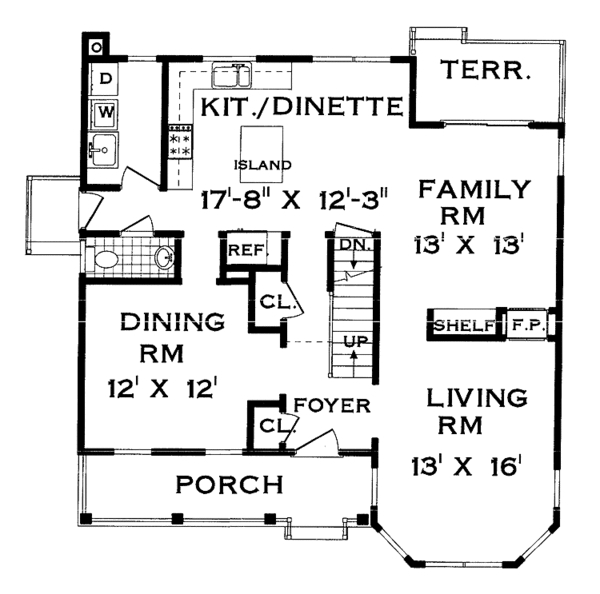 TERR.
D
W
KIT./DINETTE
ISLAND
17'-8" X 12'-3"
FAMILY
RM
13' X 13'
REF.
DN.
CL.
DINING
RM
12' X 12'
SHELF
F.P.
UP
LIVING
RM
13' X 16'
FOYER
CL.
PORCH